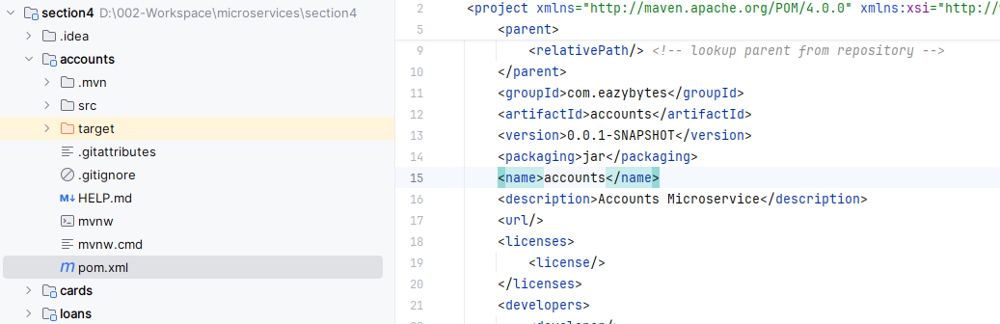 section4 D:\002-Workspace\microservices\section4
.idea
accounts
.mvn
src
target
.gitattributes
.gitignore
M↓ HELP.md
mvnw
mvnw.cmd
m pom.xml
cards
loans
2 <project xmlns="http://maven.apache.org/POM/4.0.0" xmlns:xsi="http://
5 <parent>
9 <relativePath/> <!-- lookup parent from repository -->
10 </parent>
11 <groupId>com.eazybytes</groupId>
12 <artifactId>accounts</artifactId>
13 <version>0.0.1-SNAPSHOT</version>
14 <packaging>jar</packaging>
15 <name>accounts</name>
16 <description>Accounts Microservice</description>
17 <url/>
18 <licenses>
19 <license/>
20 </licenses>
21 <developers>